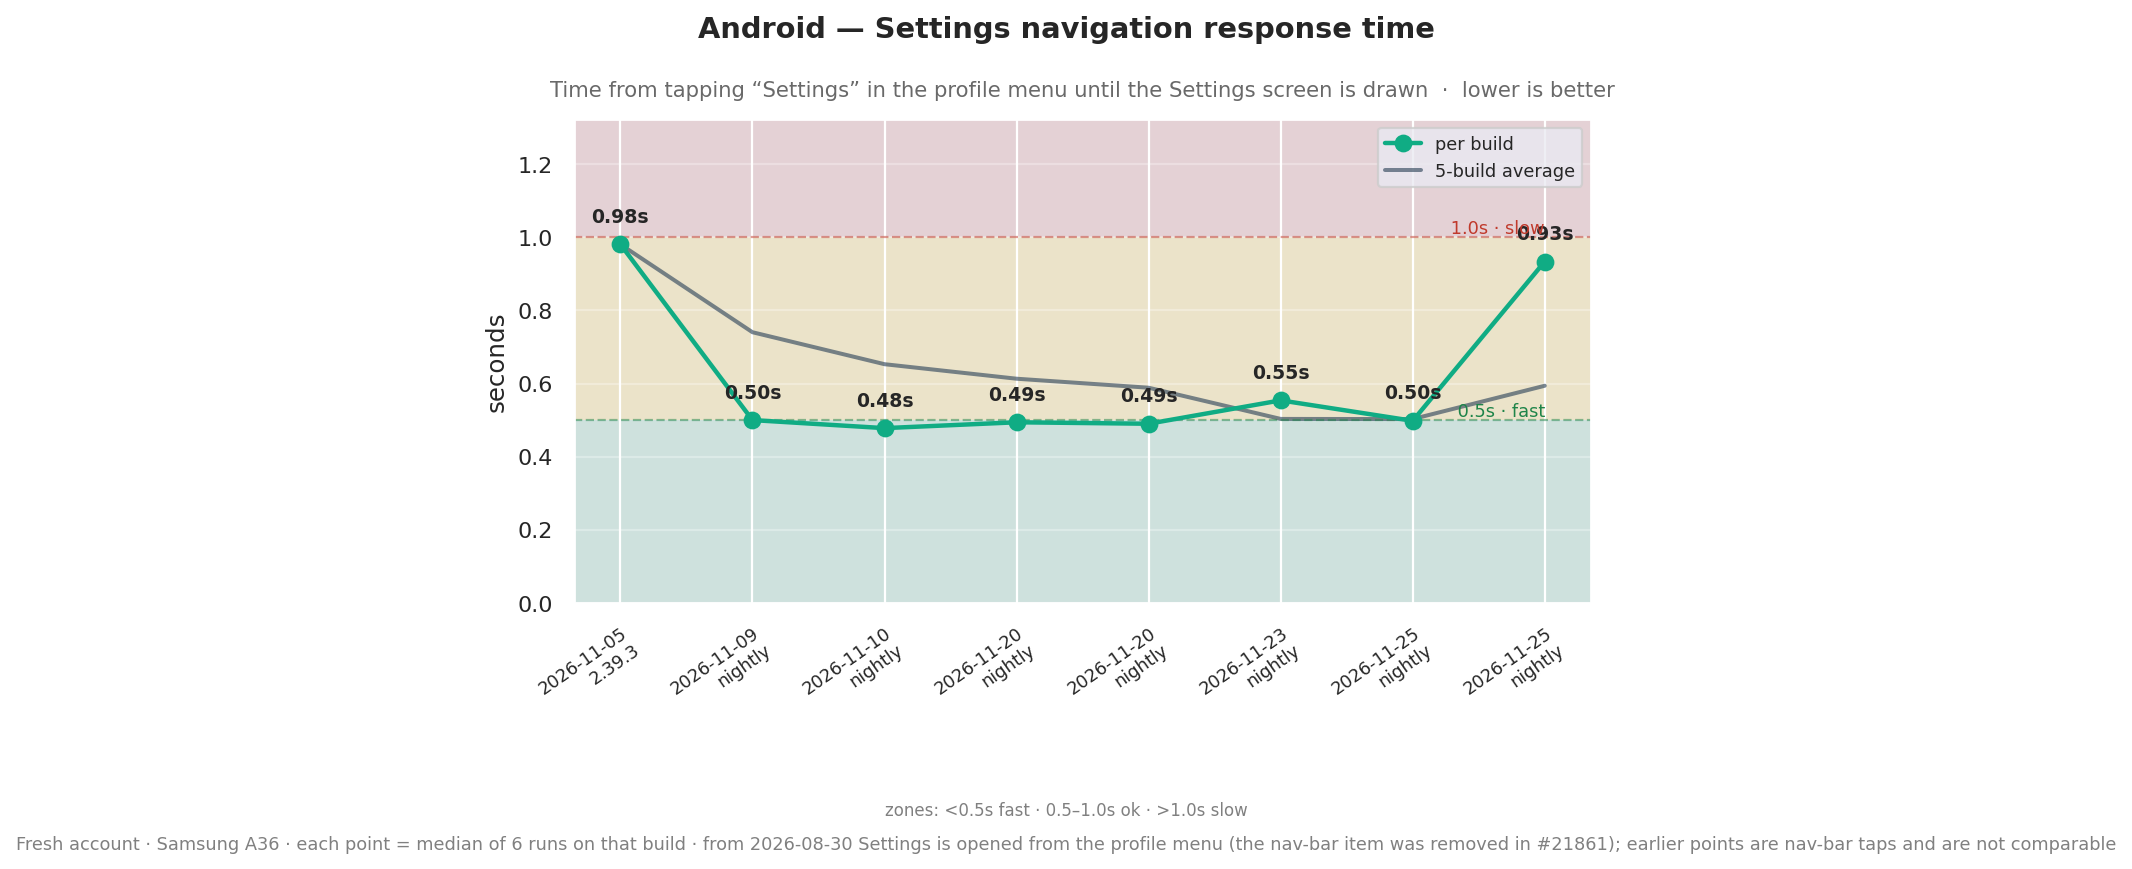 Android — Settings navigation response time
Time from tapping “Settings” in the profile menu until the Settings screen is drawn · lower is better
per build
5-build average
seconds
1.2
1.0
0.8
0.6
0.4
0.2
0.0
0.98s
0.50s
0.48s
0.49s
0.49s
0.55s
0.50s
0.93s
1.0s · slow
0.5s · fast
2026-11-05
2.39.3
2026-11-09
nightly
2026-11-10
nightly
2026-11-20
nightly
2026-11-20
nightly
2026-11-23
nightly
2026-11-25
nightly
2026-11-25
nightly
zones: <0.5s fast · 0.5–1.0s ok · >1.0s slow
Fresh account · Samsung A36 · each point = median of 6 runs on that build · from 2026-08-30 Settings is opened from the profile menu (the nav-bar item was removed in #21861); earlier points are nav-bar taps and are not comparable